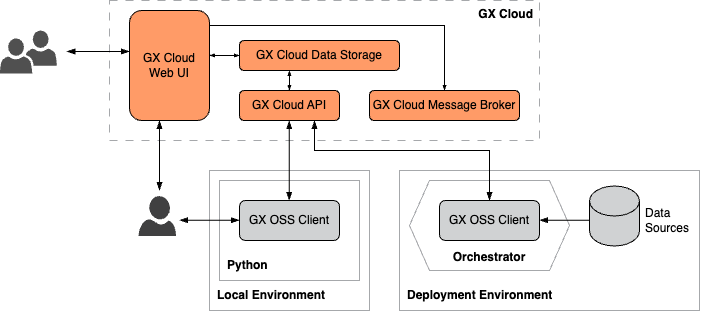 GX Cloud
GX Cloud
Web UI
GX Cloud Data Storage
GX Cloud API
GX Cloud Message Broker
GX OSS Client
Python
Local Environment
GX OSS Client
Orchestrator
Data
Sources
Deployment Environment